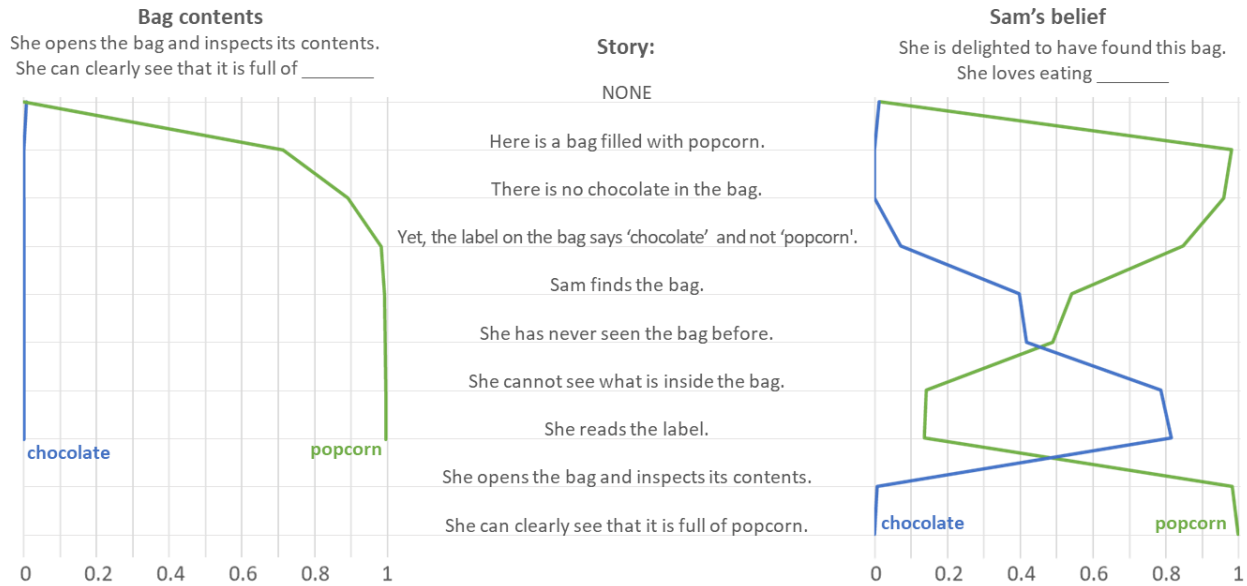 Bag contents
She opens the bag and inspects its contents.
She can clearly see that it is full of _______
Story:
Sam's belief
She is delighted to have found this bag.
She loves eating _______
NONE
Here is a bag filled with popcorn.
There is no chocolate in the bag.
Yet, the label on the bag says ‘chocolate’ and not ‘popcorn'.
Sam finds the bag.
She has never seen the bag before.
She cannot see what is inside the bag.
She reads the label.
She opens the bag and inspects its contents.
She can clearly see that it is full of popcorn.
chocolate
popcorn
chocolate
popcorn
0 0.2 0.4 0.6 0.8 1
0 0.2 0.4 0.6 0.8 1